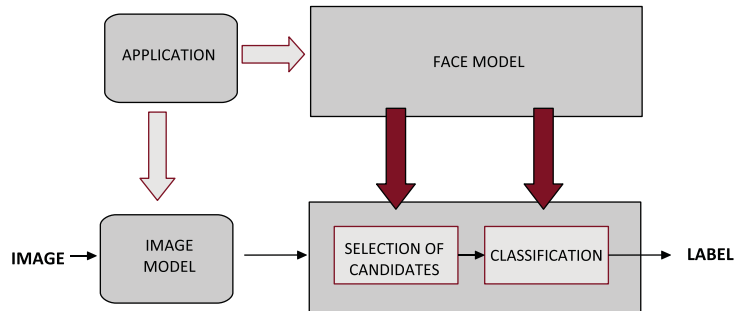 APPLICATION
FACE MODEL
IMAGE
IMAGE
MODEL
SELECTION OF
CANDIDATES
CLASSIFICATION
LABEL